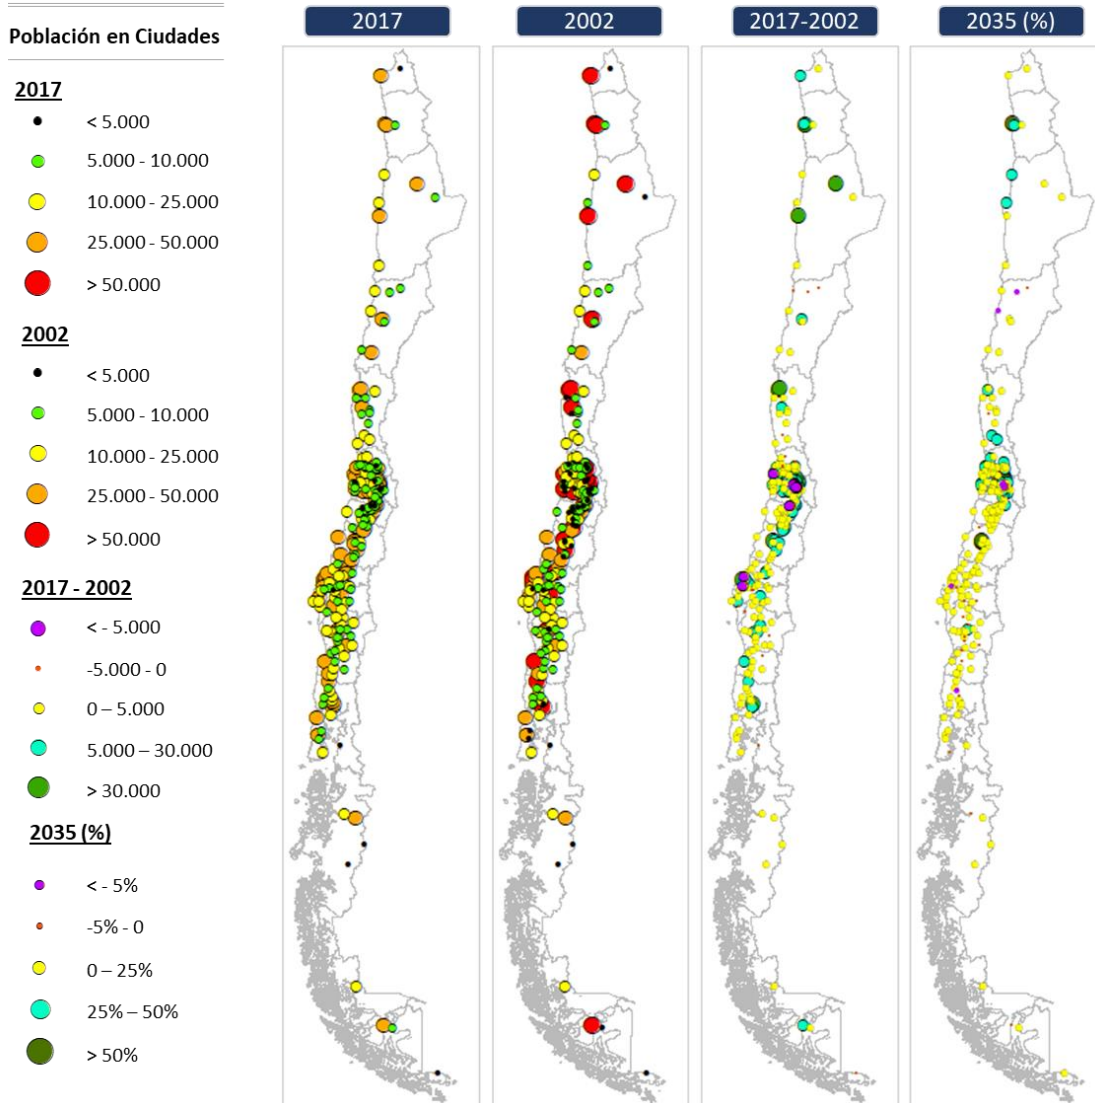 Población en Ciudades
2017
< 5.000
5.000 - 10.000
10.000 - 25.000
25.000 - 50.000
> 50.000
2002
< 5.000
5.000 - 10.000
10.000 - 25.000
25.000 - 50.000
> 50.000
2017 - 2002
< - 5.000
-5.000 - 0
0 – 5.000
5.000 – 30.000
> 30.000
2035 (%)
< - 5%
-5% - 0
0 – 25%
25% – 50%
> 50%
2017
2002
2017-2002
2035 (%)